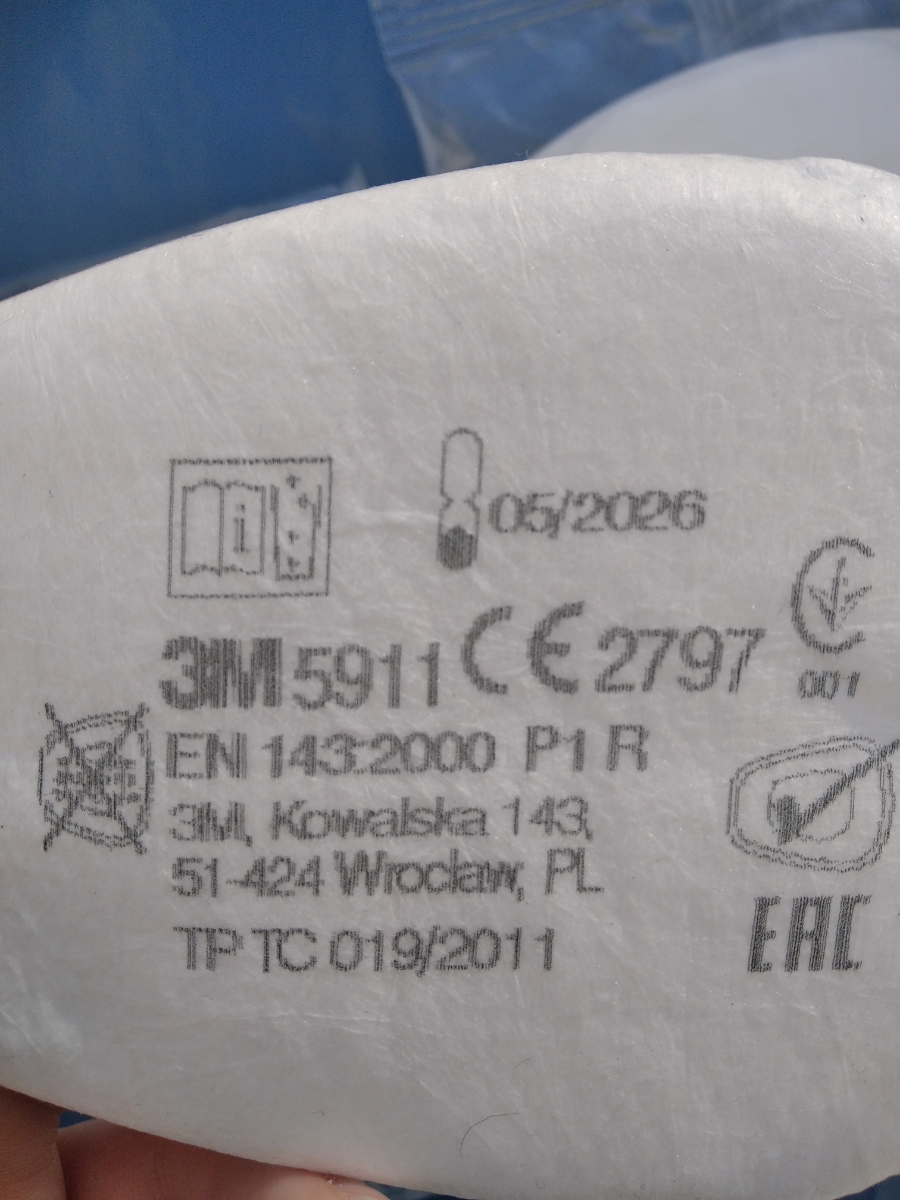 i
05/2026
3M 5911 CE 2797
001
EN 143:2000 P1 R
3M, Kowalska 143,
51-424 Wrocław, PL
TP TC 019/2011
EAC